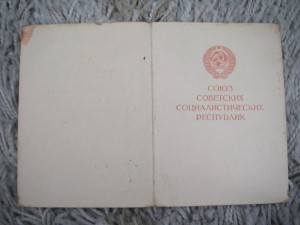 СОЮЗ
СОВЕТСКИХ
СОЦИАЛИСТИЧЕСКИХ
РЕСПУБЛИК